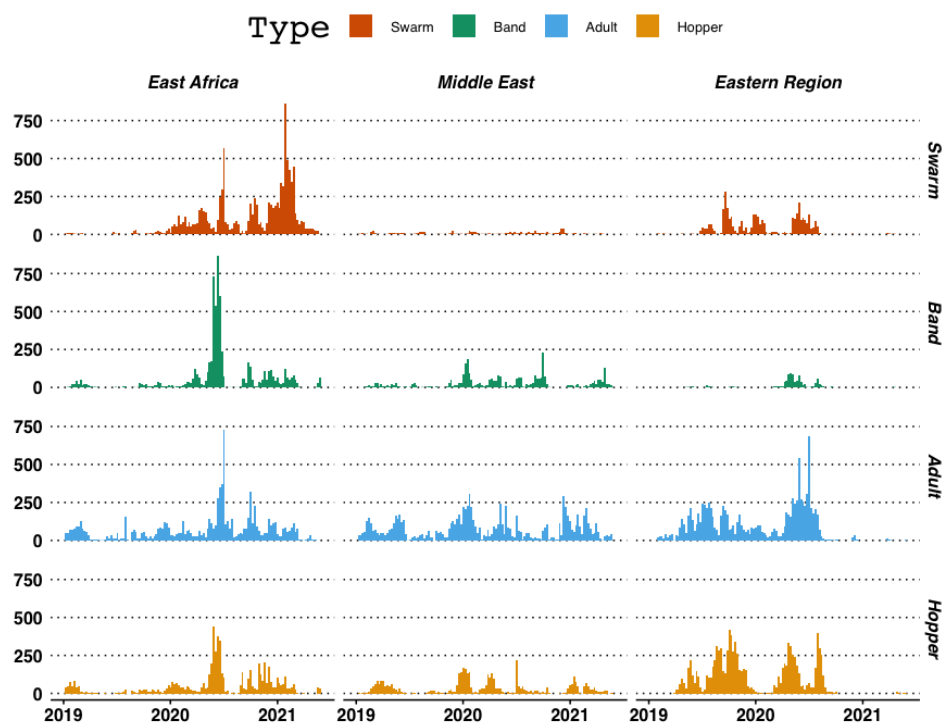 Type Swarm Band Adult Hopper
East Africa Middle East Eastern Region
750
500
250
0
Swarm
750
500
250
0
Band
750
500
250
0
Adult
750
500
250
0
Hopper
2019 2020 2021 2019 2020 2021 2019 2020 2021